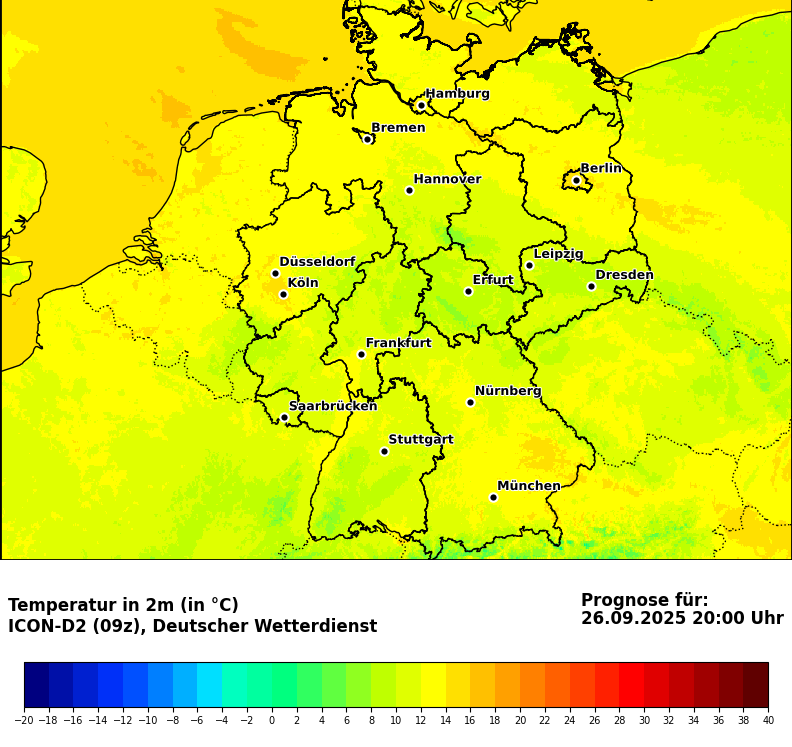 Hamburg
Bremen
Berlin
Hannover
Leipzig
Düsseldorf
Dresden
Köln
Erfurt
Frankfurt
Nürnberg
Saarbrücken
Stuttgart
München
Temperatur in 2m (in °C)
ICON-D2 (09z), Deutscher Wetterdienst
Prognose für:
26.09.2025 20:00 Uhr
−20 −18 −16 −14 −12 −10 −8 −6 −4 −2 0 2 4 6 8 10 12 14 16 18 20 22 24 26 28 30 32 34 36 38 40